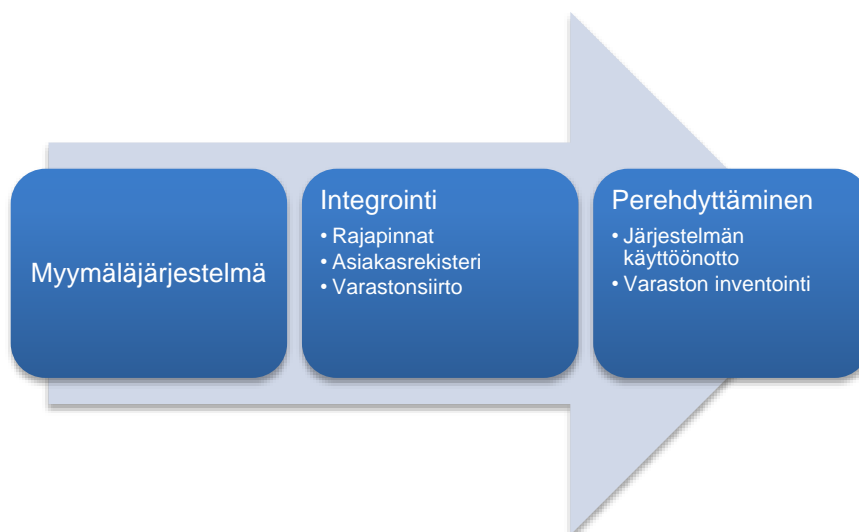 Myymäläjärjestelmä
Integrointi
• Rajapinnat
• Asiakasrekisteri
• Varastonsiirto
Perehdyttäminen
• Järjestelmän
käyttöönotto
• Varaston inventointi